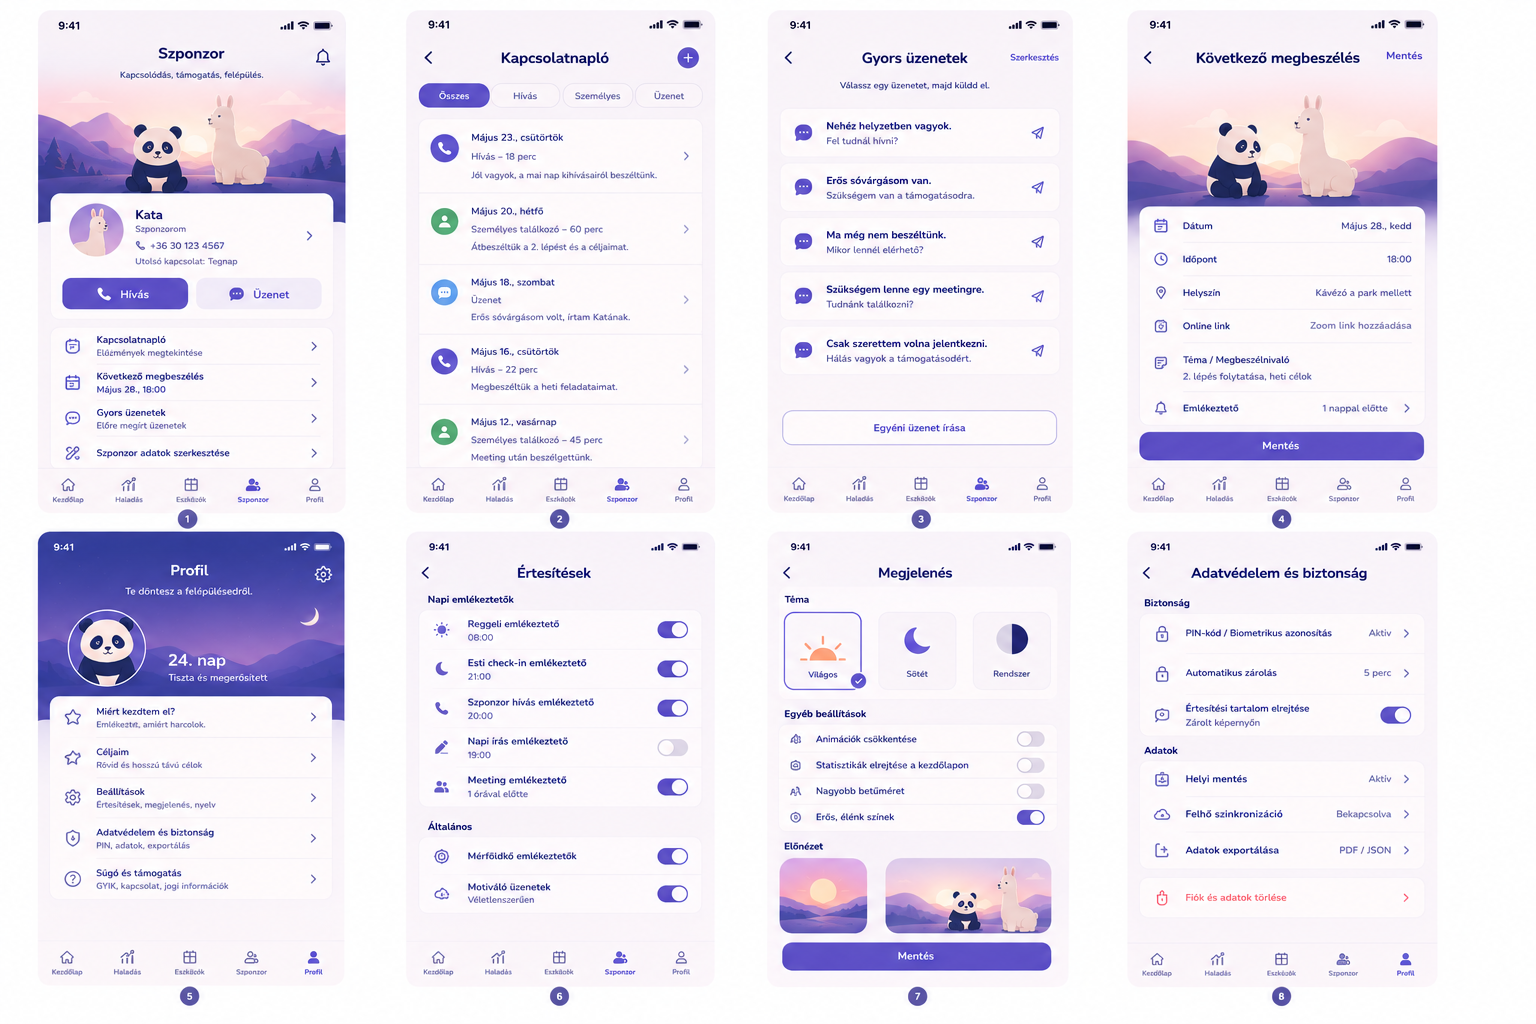 9:41
Szponzor
Kapcsolódás, támogatás, felépülés.
Kata
Szponzorom
+36 30 123 4567
Utolsó kapcsolat: Tegnap
Hívás
Üzenet
Kapcsolatnapló
Előzmények megtekintése
Következő megbeszélés
Május 28., 18:00
Gyors üzenetek
Előre megírt üzenetek
Szponzor adatok szerkesztése
Kezdőlap
Haladás
Eszközök
Szponzor
Profil
1
9:41
Kapcsolatnapló
Összes
Hívás
Személyes
Üzenet
Május 23., csütörtök
Hívás – 18 perc
Jól vagyok, a mai nap kihívásairól beszéltünk.
Május 20., hétfő
Személyes találkozó – 60 perc
Átbeszéltük a 2. lépést és a céljaimat.
Május 18., szombat
Üzenet
Erős sóvárgásom volt, írtam Katának.
Május 16., csütörtök
Hívás – 22 perc
Megbeszéltük a heti feladataimat.
Május 12., vasárnap
Személyes találkozó – 45 perc
Meeting után beszélgettünk.
Kezdőlap
Haladás
Eszközök
Szponzor
Profil
2
9:41
Gyors üzenetek
Szerkesztés
Válassz egy üzenetet, majd küldd el.
Nehéz helyzetben vagyok.
Fel tudnál hívni?
Erős sóvárgásom van.
Szükségem van a támogatásodra.
Ma még nem beszéltünk.
Mikor lennél elérhető?
Szükségem lenne egy meetingre.
Tudnánk találkozni?
Csak szerettem volna jelentkezni.
Hálás vagyok a támogatásodért.
Egyéni üzenet írása
Kezdőlap
Haladás
Eszközök
Szponzor
Profil
3
9:41
Következő megbeszélés
Mentés
Dátum
Május 28., kedd
Időpont
18:00
Helyszín
Kávézó a park mellett
Online link
Zoom link hozzáadása
Téma / Megbeszélnivaló
2. lépés folytatása, heti célok
Emlékeztető
1 nappal előtte
Mentés
Kezdőlap
Haladás
Eszközök
Szponzor
Profil
4
9:41
Profil
Te döntesz a felépülésedről.
24. nap
Tiszta és megerősített
Miért kezdtem el?
Emlékeztet, amiért harcolok.
Céljaim
Rövid és hosszú távú célok
Beállítások
Értesítések, megjelenés, nyelv
Adatvédelem és biztonság
PIN, adatok, exportálás
Súgó és támogatás
GYIK, kapcsolat, jogi információk
Kezdőlap
Haladás
Eszközök
Szponzor
Profil
5
9:41
Értesítések
Napi emlékeztetők
Reggeli emlékeztető
08:00
Esti check-in emlékeztető
21:00
Szponzor hívás emlékeztető
20:00
Napi írás emlékeztető
19:00
Meeting emlékeztető
1 órával előtte
Általános
Mérföldkő emlékeztetők
Motiváló üzenetek
Véletlenszerűen
Kezdőlap
Haladás
Eszközök
Szponzor
Profil
6
9:41
Megjelenés
Téma
Világos
Sötét
Rendszer
Egyéb beállítások
Animációk csökkentése
Statisztikák elrejtése a kezdőlapon
Nagyobb betűméret
Erős, élénk színek
Előnézet
Mentés
7
9:41
Adatvédelem és biztonság
Biztonság
PIN-kód / Biometrikus azonosítás
Aktív
Automatikus zárolás
5 perc
Értesítési tartalom elrejtése
Zárolt képernyőn
Adatok
Helyi mentés
Aktív
Felhő szinkronizáció
Bekapcsolva
Adatok exportálása
PDF / JSON
Fiók és adatok törlése
Kezdőlap
Haladás
Eszközök
Szponzor
Profil
8